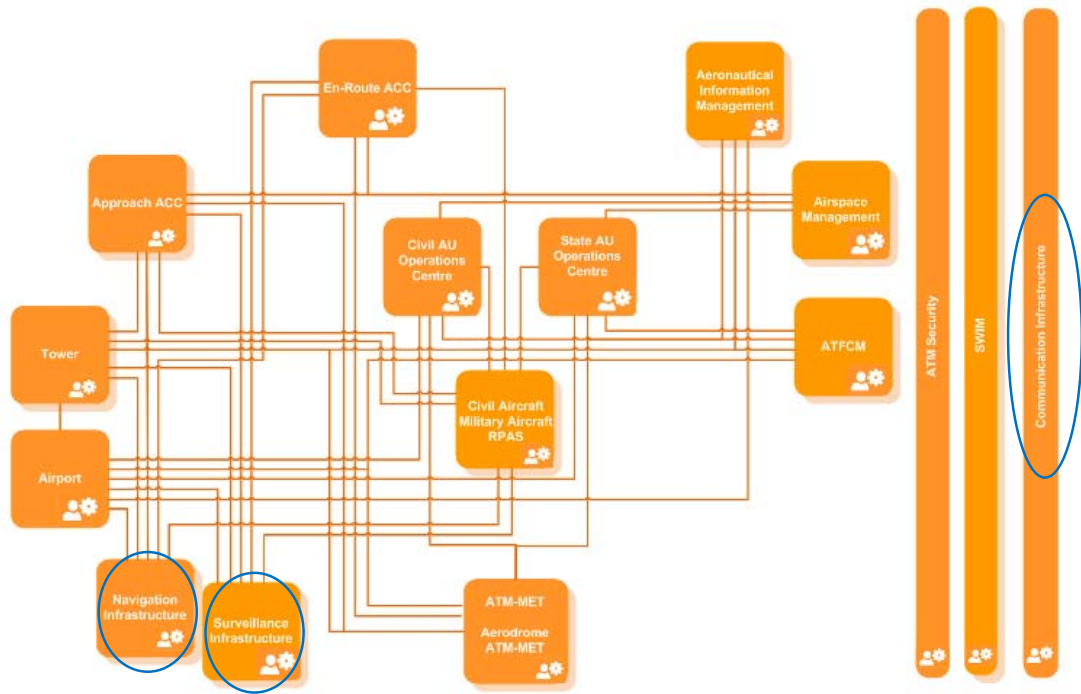 En-Route ACC
Aeronautical
Information
Management
Approach ACC
Airspace
Management
Civil AU
Operations
Centre
State AU
Operations
Centre
Tower
ATFCM
Civil Aircraft
Military Aircraft
RPAS
Airport
Navigation
Infrastructure
Surveillance
Infrastructure
ATM-MET
Aerodrome
ATM-MET
ATM Security
SWIM
Communication Infrastructure